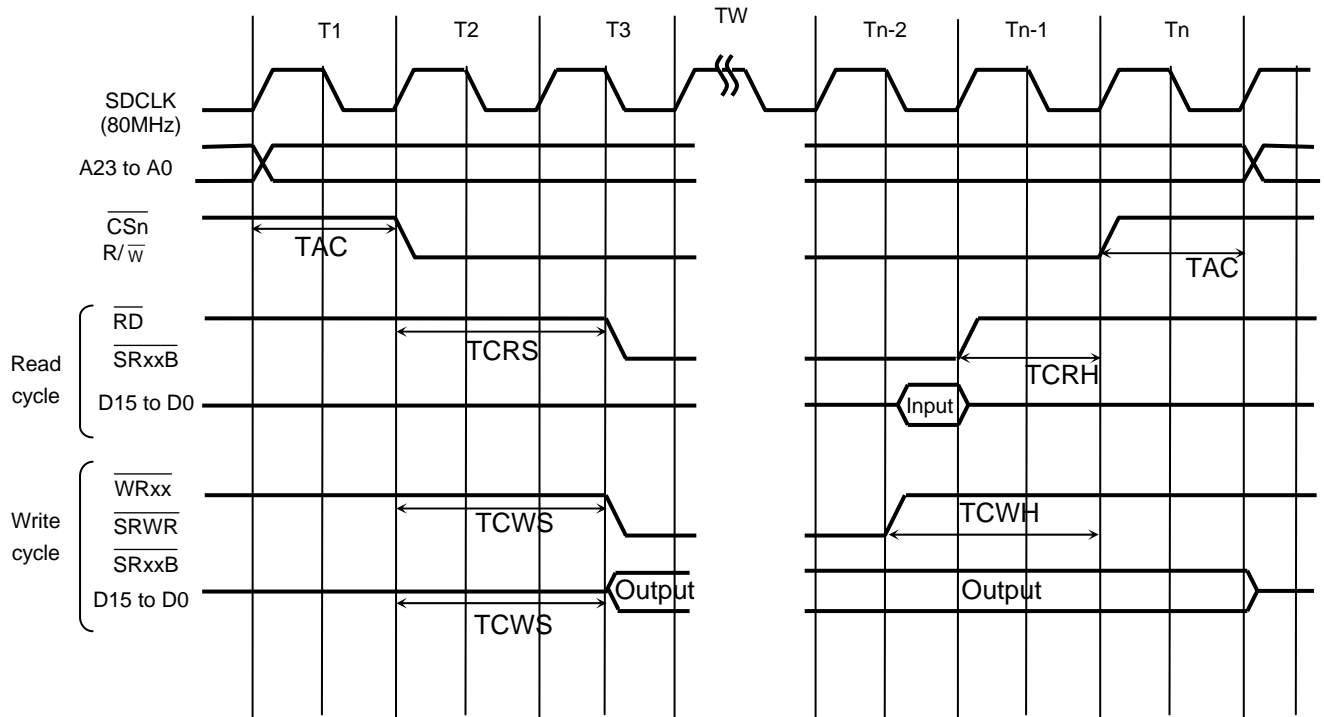 T1 T2 T3 TW Tn-2 Tn-1 Tn
SDCLK
(80MHz)
A23 to A0
CSn
R/W
TAC
TAC
Read
cycle
RD
SRxxB
D15 to D0
TCRS
TCRH
Input
Write
cycle
WRxx
SRWR
SRxxB
D15 to D0
TCWS
TCWH
Output
Output
TCWS